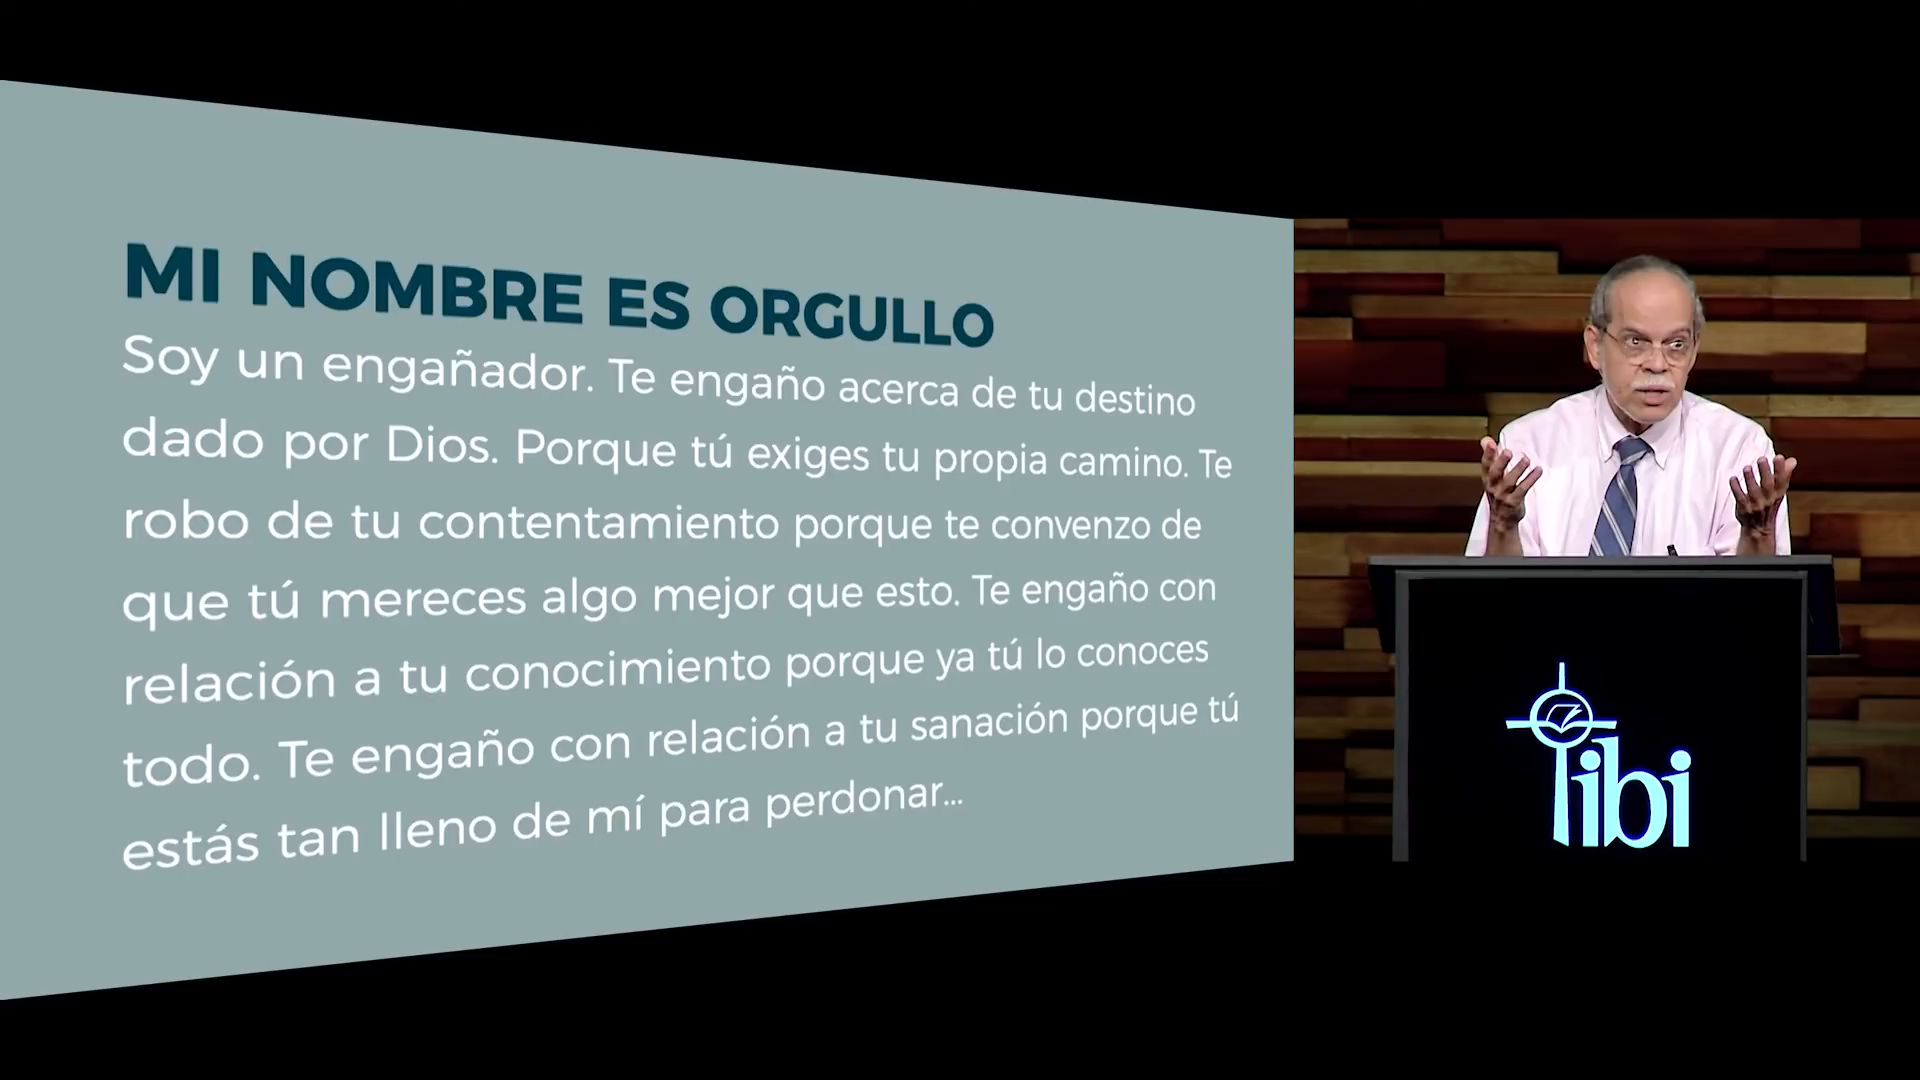 MI NOMBRE ES ORGULLO
Soy un engañador. Te engaño acerca de tu destino
dado por Dios. Porque tú exiges tu propia camino. Te
robo de tu contentamiento porque te convenzo de
que tú mereces algo mejor que esto. Te engaño con
relación a tu conocimiento porque ya tú lo conoces
todo. Te engaño con relación a tu sanación porque tú
estás tan lleno de mí para perdonar...
ibi